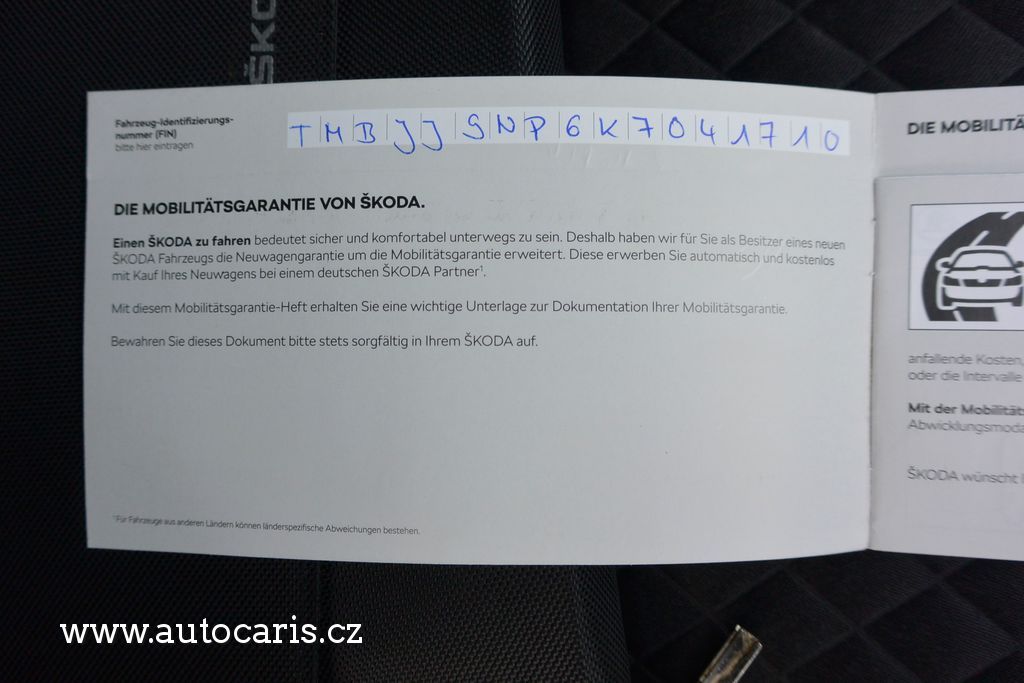 ŠKO
Fahrzeug-Identifizierungs-
nummer (FIN)
bitte hier eintragen
TMBJJ9NP6K7041710
DIE MOBILITÄTSGARANTIE VON ŠKODA.
Einen ŠKODA zu fahren bedeutet sicher und komfortabel unterwegs zu sein. Deshalb haben wir für Sie als Besitzer eines neuen
ŠKODA Fahrzeugs die Neuwagengarantie um die Mobilitätsgarantie erweitert. Diese erwerben Sie automatisch und kostenlos
mit Kauf Ihres Neuwagens bei einem deutschen ŠKODA Partner¹.
Mit diesem Mobilitätsgarantie-Heft erhalten Sie eine wichtige Unterlage zur Dokumentation Ihrer Mobilitätsgarantie.
Bewahren Sie dieses Dokument bitte stets sorgfältig in Ihrem ŠKODA auf.
¹Für Fahrzeuge aus anderen Ländern können länderspezifische Abweichungen bestehen.
DIE MOBILITÄ
anfallende Kosten,
oder die Intervalle
Mit der Mobilität
Abwicklungsmoda
ŠKODA wünscht
www.autocaris.cz